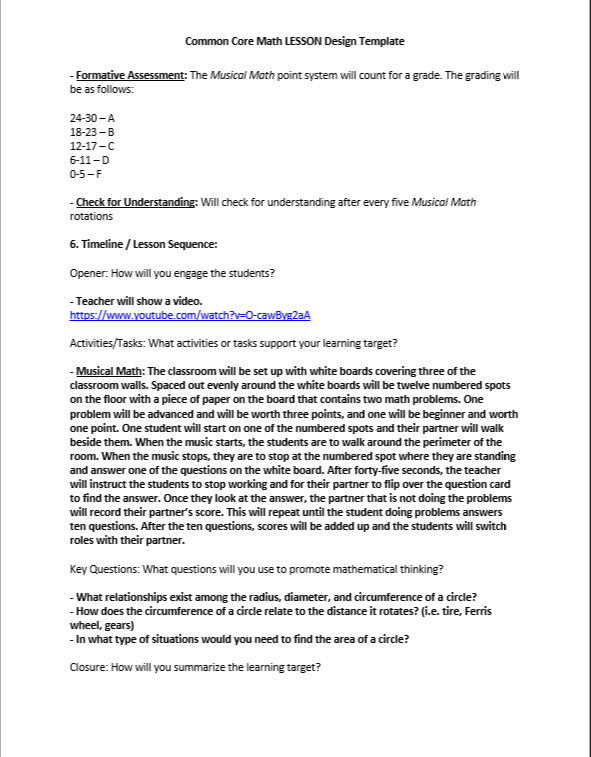 Common Core Math LESSON Design Template
- Formative Assessment: The Musical Math point system will count for a grade. The grading will
be as follows:
24-30 – A
18-23 – B
12-17 – C
6-11 – D
0-5 – F
- Check for Understanding: Will check for understanding after every five Musical Math
rotations
6. Timeline / Lesson Sequence:
Opener: How will you engage the students?
- Teacher will show a video.
https://www.youtube.com/watch?v=O-cawByg2aA
Activities/Tasks: What activities or tasks support your learning target?
- Musical Math: The classroom will be set up with white boards covering three of the
classroom walls. Spaced out evenly around the white boards will be twelve numbered spots
on the floor with a piece of paper on the board that contains two math problems. One
problem will be advanced and will be worth three points, and one will be beginner and worth
one point. One student will start on one of the numbered spots and their partner will walk
beside them. When the music starts, the students are to walk around the perimeter of the
room. When the music stops, they are to stop at the numbered spot where they are standing
and answer one of the questions on the white board. After forty-five seconds, the teacher
will instruct the students to stop working and for their partner to flip over the question card
to find the answer. Once they look at the answer, the partner that is not doing the problems
will record their partner's score. This will repeat until the student doing problems answers
ten questions. After the ten questions, scores will be added up and the students will switch
roles with their partner.
Key Questions: What questions will you use to promote mathematical thinking?
- What relationships exist among the radius, diameter, and circumference of a circle?
- How does the circumference of a circle relate to the distance it rotates? (i.e. tire, Ferris
wheel, gears)
- In what type of situations would you need to find the area of a circle?
Closure: How will you summarize the learning target?